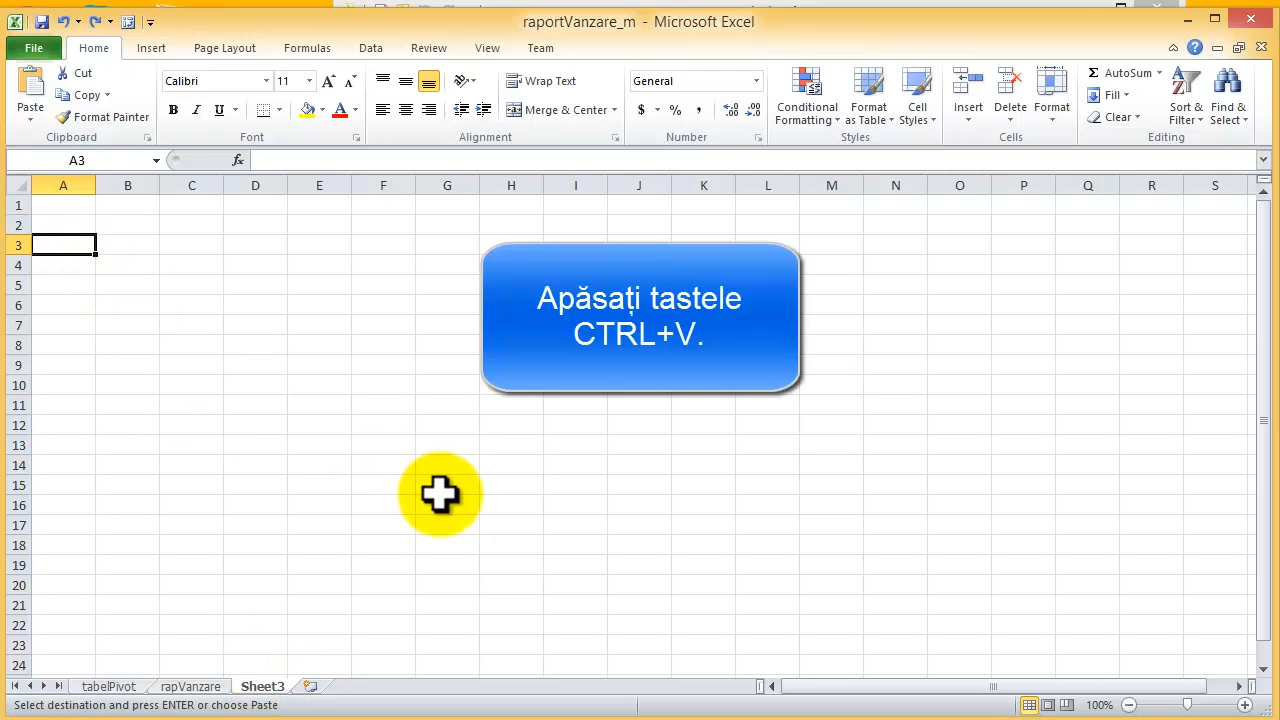 raportVanzare_m - Microsoft Excel
File Home Insert Page Layout Formulas Data Review View Team
Paste
Cut
Copy
Format Painter
Calibri 11
B I U
Wrap Text
Merge & Center
General
$ % ,
Conditional Formatting
Format as Table
Cell Styles
Insert
Delete
Format
AutoSum
Fill
Clear
Sort & Filter
Find & Select
Clipboard Font Alignment Number Styles Cells Editing
A3 fx
A B C D E F G H I J K L M N O P Q R S
1
2
3
4
5
6
7
8
9
10
11
12
13
14
15
16
17
18
19
20
21
22
23
24
Apăsați tastele
CTRL+V.
tabelPivot rapVanzare Sheet3
Select destination and press ENTER or choose Paste 100%